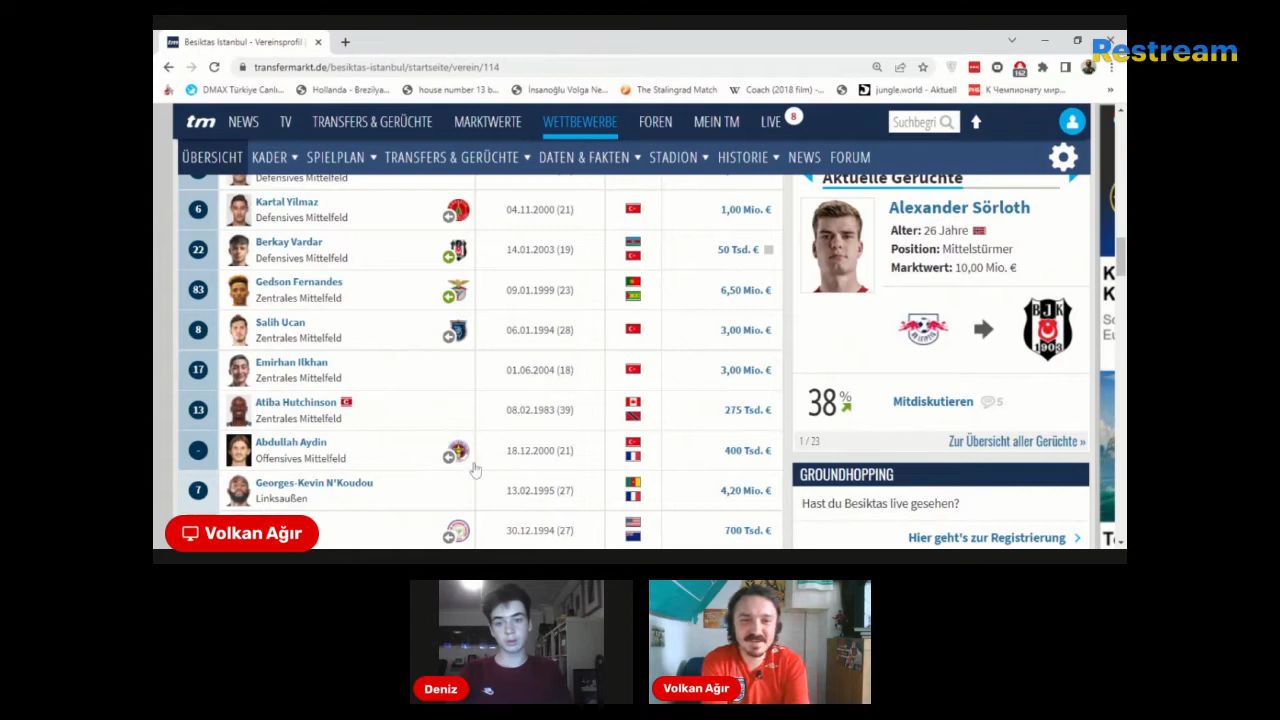 Restream
tm Besiktas Istanbul - Vereinsprofil
transfermarkt.de/besiktas-istanbul/startseite/verein/114
162
DMAX Türkiye Canlı...
Hollanda - Brezilya...
house number 13 b...
İnsanoğlu Volga Ne...
The Stalingrad Match
W Coach (2018 film) -...
jungle.world - Aktuell
К Чемпионату мир...
tm NEWS TV TRANSFERS & GERÜCHTE MARKTWERTE WETTBEWERBE FOREN MEIN TM LIVE 8 Suchbegri
ÜBERSICHT KADER SPIELPLAN TRANSFERS & GERÜCHTE DATEN & FAKTEN STADION HISTORIE NEWS FORUM
Defensives Mittelfeld
6 Kartal Yilmaz 04.11.2000 (21) 1,00 Mio. €
Defensives Mittelfeld
22 Berkay Vardar 14.01.2003 (19) 50 Tsd. €
Defensives Mittelfeld
83 Gedson Fernandes 09.01.1999 (23) 6,50 Mio. €
Zentrales Mittelfeld
8 Salih Ucan 06.01.1994 (28) 3,00 Mio. €
Zentrales Mittelfeld
17 Emirhan Ilkhan 01.06.2004 (18) 3,00 Mio. €
Zentrales Mittelfeld
13 Atiba Hutchinson 08.02.1983 (39) 275 Tsd. €
Zentrales Mittelfeld
- Abdullah Aydin 18.12.2000 (21) 400 Tsd. €
Offensives Mittelfeld
7 Georges-Kevin N'Koudou 13.02.1995 (27) 4,20 Mio. €
Linksaußen
30.12.1994 (27) 700 Tsd. €
Aktuelle Gerüchte
Alexander Sörloth
Alter: 26 Jahre
Position: Mittelstürmer
Marktwert: 10,00 Mio. €
BJK
1903
38 %
Mitdiskutieren 5
1 / 23 Zur Übersicht aller Gerüchte »
GROUNDHOPPING
Hast du Besiktas live gesehen?
Hier geht's zur Registrierung
Volkan Ağır
Deniz
Volkan Ağır